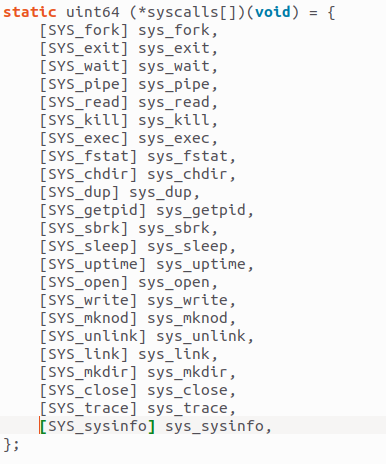 static uint64 (*syscalls[])(void) = {
[SYS_fork] sys_fork,
[SYS_exit] sys_exit,
[SYS_wait] sys_wait,
[SYS_pipe] sys_pipe,
[SYS_read] sys_read,
[SYS_kill] sys_kill,
[SYS_exec] sys_exec,
[SYS_fstat] sys_fstat,
[SYS_chdir] sys_chdir,
[SYS_dup] sys_dup,
[SYS_getpid] sys_getpid,
[SYS_sbrk] sys_sbrk,
[SYS_sleep] sys_sleep,
[SYS_uptime] sys_uptime,
[SYS_open] sys_open,
[SYS_write] sys_write,
[SYS_mknod] sys_mknod,
[SYS_unlink] sys_unlink,
[SYS_link] sys_link,
[SYS_mkdir] sys_mkdir,
[SYS_close] sys_close,
[SYS_trace] sys_trace,
[SYS_sysinfo] sys_sysinfo,
};